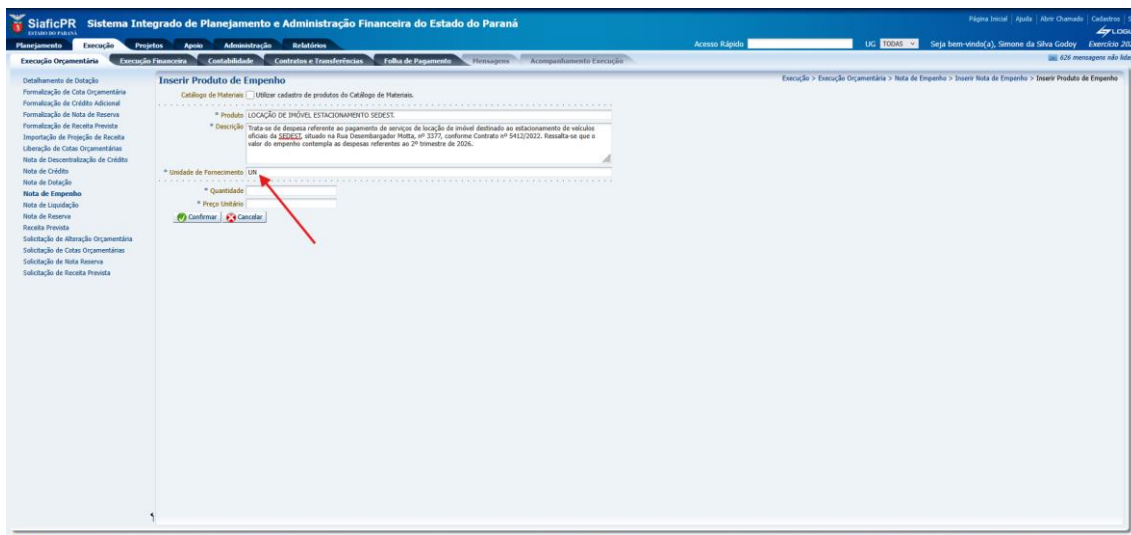 Página Inicial | Ajuda | Abrir Chamado | Cadastros |
SiaficPR Sistema Integrado de Planejamento e Administração Financeira do Estado do Paraná
ESTADO DO PARANÁ
Planejamento Execução Projetos Apoio Administração Relatórios Acesso Rápido UG TODAS Seja bem-vindo(a), Simone da Silva Godoy Exercício 202
Execução Orçamentária Execução Financeira Contabilidade Contratos e Transferências Folha de Pagamento Mensagens Acompanhamento Execução 626 mensagens não lida
Execução > Execução Orçamentária > Nota de Empenho > Inserir Nota de Empenho > Inserir Produto de Empenho
Detalhamento de Dotação
Formalização de Cota Orçamentária
Formalização de Crédito Adicional
Formalização de Nota de Reserva
Formalização de Receita Prevista
Importação de Projeção de Receita
Liberação de Cotas Orçamentárias
Nota de Descentralização de Crédito
Nota de Crédito
Nota de Dotação
Nota de Empenho
Nota de Liquidação
Nota de Reserva
Receita Prevista
Solicitação de Alteração Orçamentária
Solicitação de Cotas Orçamentárias
Solicitação de Nota Reserva
Solicitação de Receita Prevista
Inserir Produto de Empenho
Catálogo de Materiais Utilizar cadastro de produtos do Catálogo de Materiais.
* Produto LOCAÇÃO DE IMÓVEL ESTACIONAMENTO SEDEST.
* Descrição Trata-se de despesa referente ao pagamento de serviços de locação de imóvel destinado ao estacionamento de veículos
oficiais da SEDEST, situado na Rua Desembargador Motta, nº 3377, conforme Contrato nº 5412/2022. Ressalta-se que o
valor do empenho contempla as despesas referentes ao 2º trimestre de 2026.
* Unidade de Fornecimento UN
* Quantidade
* Preço Unitário
Confirmar Cancelar
¶